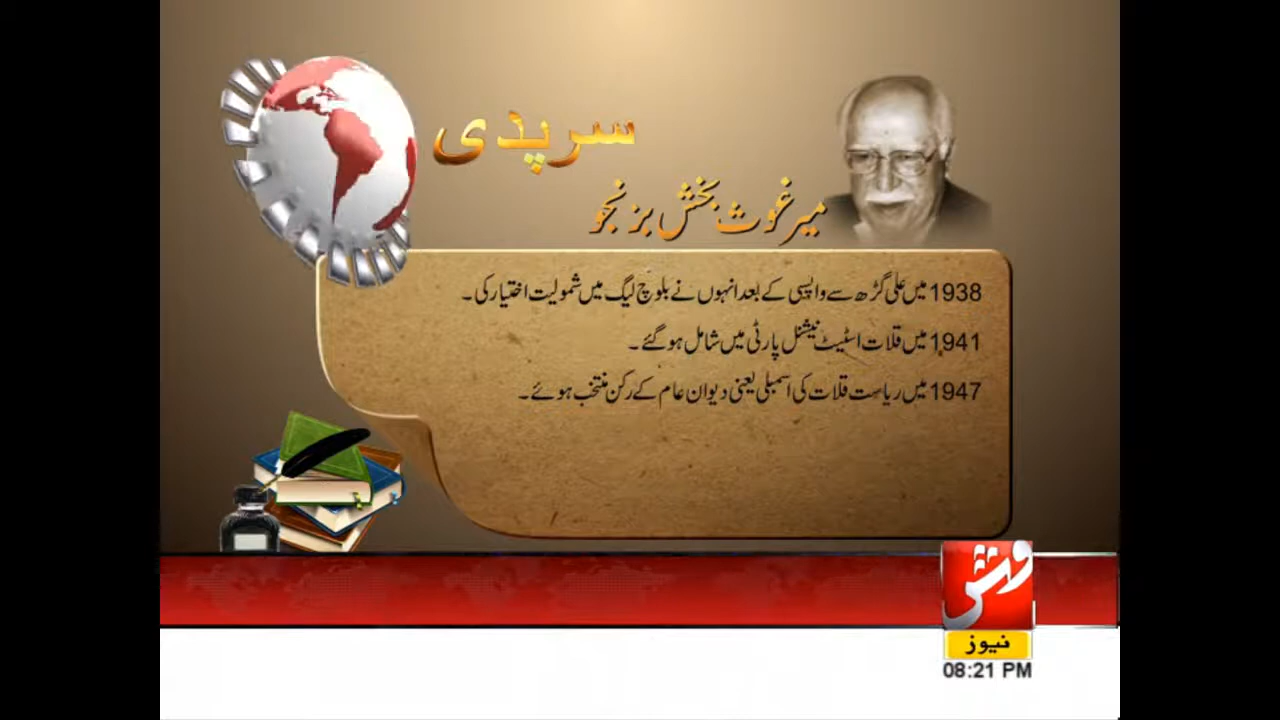 سرپدی
میر غوث بخش بزنجو
1938 میں علی گڑھ سے واپسی کے بعد انہوں نے بلوچ لیگ میں شمولیت اختیار کی ۔
1941 میں قلات اسٹیٹ نیشنل پارٹی میں شامل ہو گئے ۔
1947 میں ریاست قلات کی اسمبلی یعنی دیوان عام کے رکن منتخب ہوئے ۔
وش
نیوز
08:21 PM